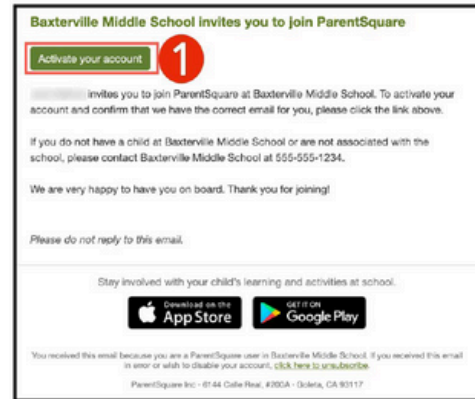 Baxterville Middle School invites you to join ParentSquare
Activate your account
1
invites you to join ParentSquare at Baxterville Middle School. To activate your
account and confirm that we have the correct email for you, please click the link above.
If you do not have a child at Baxterville Middle School or are not associated with the
school, please contact Baxterville Middle School at 555-555-1234.
We are very happy to have you on board. Thank you for joining!
Please do not reply to this email.
Stay involved with your child's learning and activities at school.
Download on the
App Store
GET IT ON
Google Play
You received this email because you are a ParentSquare user in Baxterville Middle School. If you received this email
in error or wish to disable your account, click here to unsubscribe.
ParentSquare Inc - 6144 Calle Real, #200A - Goleta, CA 93117